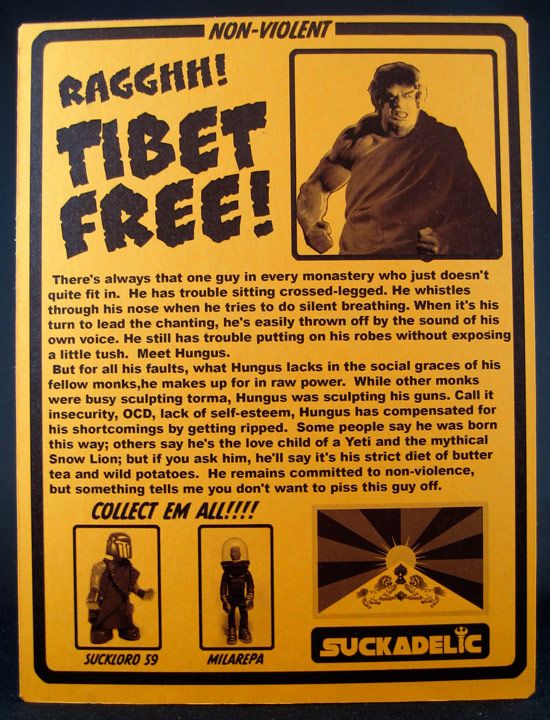 NON-VIOLENT
RAGGHH!
TIBET
FREE!
There's always that one guy in every monastery who just doesn't
quite fit in.  He has trouble sitting crossed-legged. He whistles
through his nose when he tries to do silent breathing. When it's his
turn to lead the chanting, he's easily thrown off by the sound of his
own voice. He still has trouble putting on his robes without exposing
a little tush.  Meet Hungus.
But for all his faults, what Hungus lacks in the social graces of his
fellow monks,he makes up for in raw power.  While other monks
were busy sculpting torma, Hungus was sculpting his guns. Call it
insecurity, OCD, lack of self-esteem, Hungus has compensated for
his shortcomings by getting ripped.  Some people say he was born
this way; others say he's the love child of a Yeti and the mythical
Snow Lion; but if you ask him, he'll say it's his strict diet of butter
tea and wild potatoes.  He remains committed to non-violence,
but something tells me you don't want to piss this guy off.
COLLECT EM ALL!!!!
SUCKLORD 59
MILAREPA
SUCKADELIC